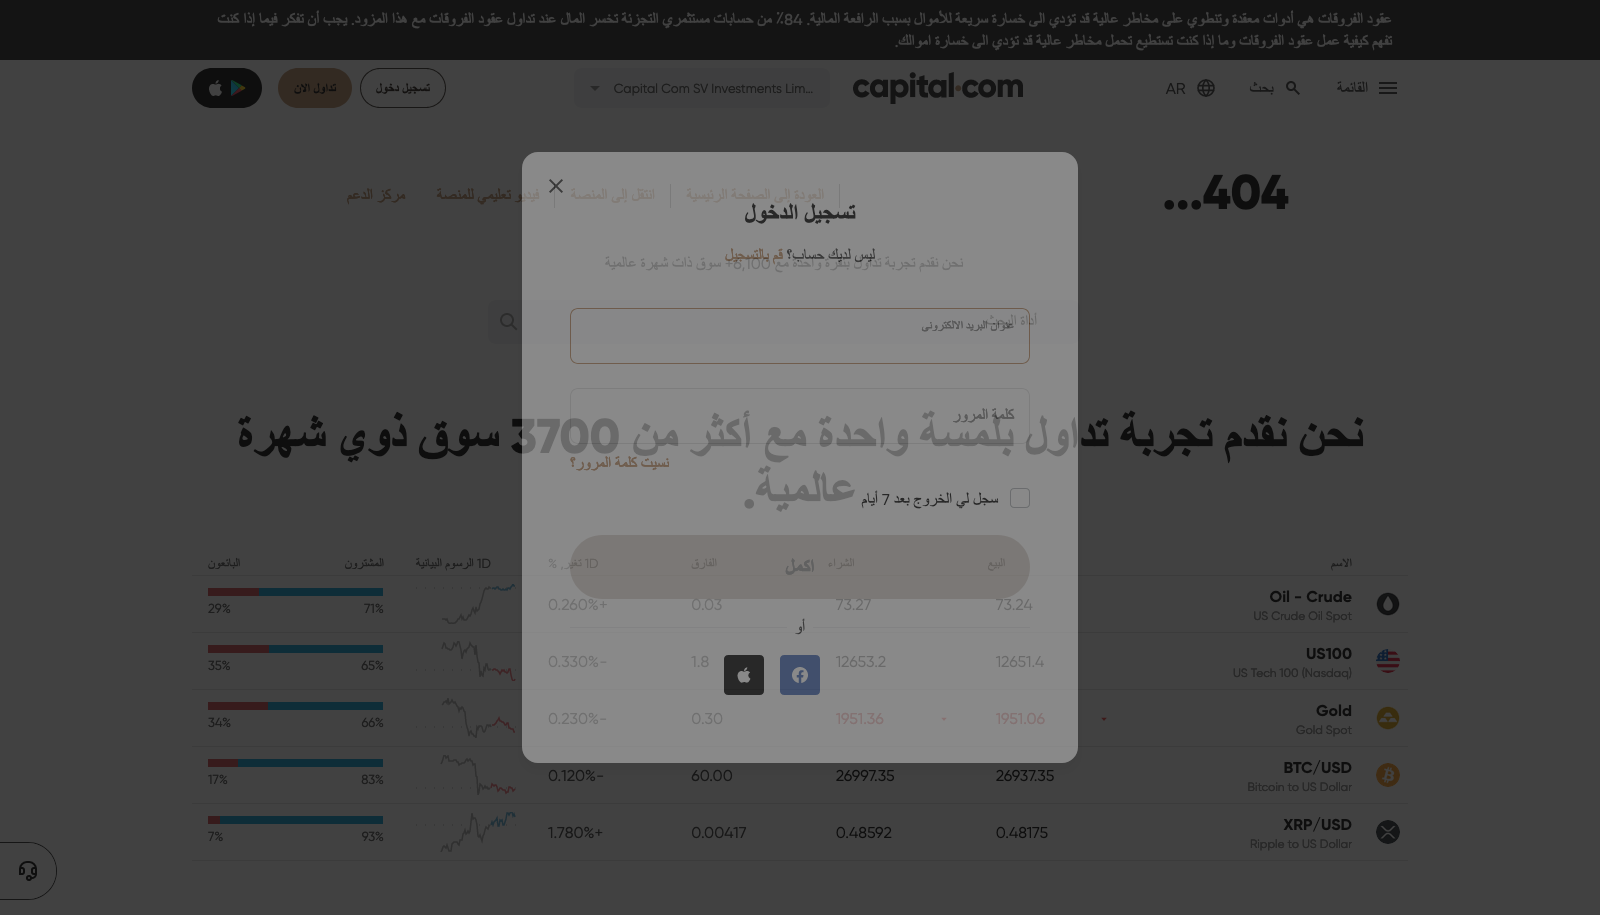 عقود الفروقات هي أدوات معقدة وتنطوي على مخاطر عالية قد تؤدي الى خسارة سريعة للأموال بسبب الرافعة المالية. 84٪ من حسابات مستثمري التجزئة تخسر المال عند تداول عقود الفروقات مع هذا المزود. يجب أن تفكر فيما إذا كنت
تفهم كيفية عمل عقود الفروقات وما إذا كنت تستطيع تحمل مخاطر عالية قد تؤدي الى خسارة اموالك.
القائمة
بحث
AR
capital.com
Capital Com SV Investments Lim...
تسجيل دخول
تداول الان
404...
العودة إلى الصفحة الرئيسية
انتقل إلى المنصة
فيديو تعليمي للمنصة
مركز الدعم
تسجيل الدخول
ليس لديك حساب؟ قم بالتسجيل
نحن نقدم تجربة تداول بنقرة واحدة مع 6,100+ سوق ذات شهرة عالمية
أداة البحث
عنوان البريد الالكتروني
كلمة المرور
نحن نقدم تجربة تداول بلمسة واحدة مع أكثر من 3700 سوق ذوي شهرة
عالمية.
نسيت كلمة المرور؟
سجل لي الخروج بعد 7 أيام
اكمل
أو
الاسم البيع الشراء الفارق 1D تغير, % 1D الرسوم البيانية المشترون البائعون
Oil - Crude 73.24 73.27 0.03 0.260%+ 71% 29%
US Crude Oil Spot
US100 12651.4 12653.2 1.8 0.330%- 65% 35%
US Tech 100 (Nasdaq)
Gold - 1951.06 - 1951.36 0.30 0.230%- 66% 34%
Gold Spot
BTC/USD 26937.35 26997.35 60.00 0.120%- 83% 17%
Bitcoin to US Dollar
XRP/USD 0.48175 0.48592 0.00417 1.780%+ 93% 7%
Ripple to US Dollar